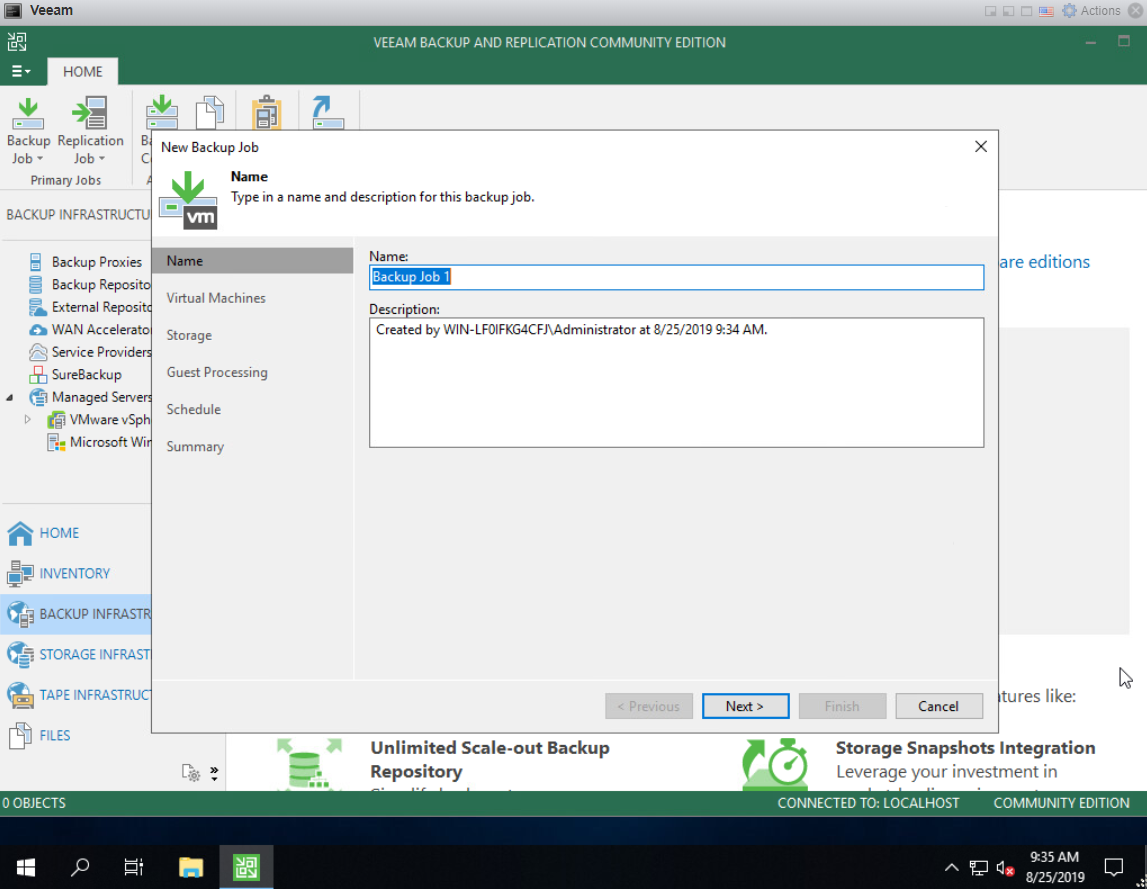 Veeam
Actions
VEEAM BACKUP AND REPLICATION COMMUNITY EDITION
HOME
Backup Job
Replication Job
Primary Jobs
New Backup Job
Name
Type in a name and description for this backup job.
vm
BACKUP INFRASTRUCTU
Backup Proxies
Backup Reposito
External Reposito
WAN Accelerator
Service Providers
SureBackup
Managed Servers
VMware vSph
Microsoft Win
HOME
INVENTORY
BACKUP INFRASTR
STORAGE INFRAST
TAPE INFRASTRUCT
FILES
Name
Virtual Machines
Storage
Guest Processing
Schedule
Summary
Name:
Backup Job 1
Description:
Created by WIN-LF0IFKG4CFJ\Administrator at 8/25/2019 9:34 AM.
< Previous
Next >
Finish
Cancel
are editions
atures like:
Unlimited Scale-out Backup
Repository
Storage Snapshots Integration
Leverage your investment in
0 OBJECTS
CONNECTED TO: LOCALHOST
COMMUNITY EDITION
9:35 AM
8/25/2019